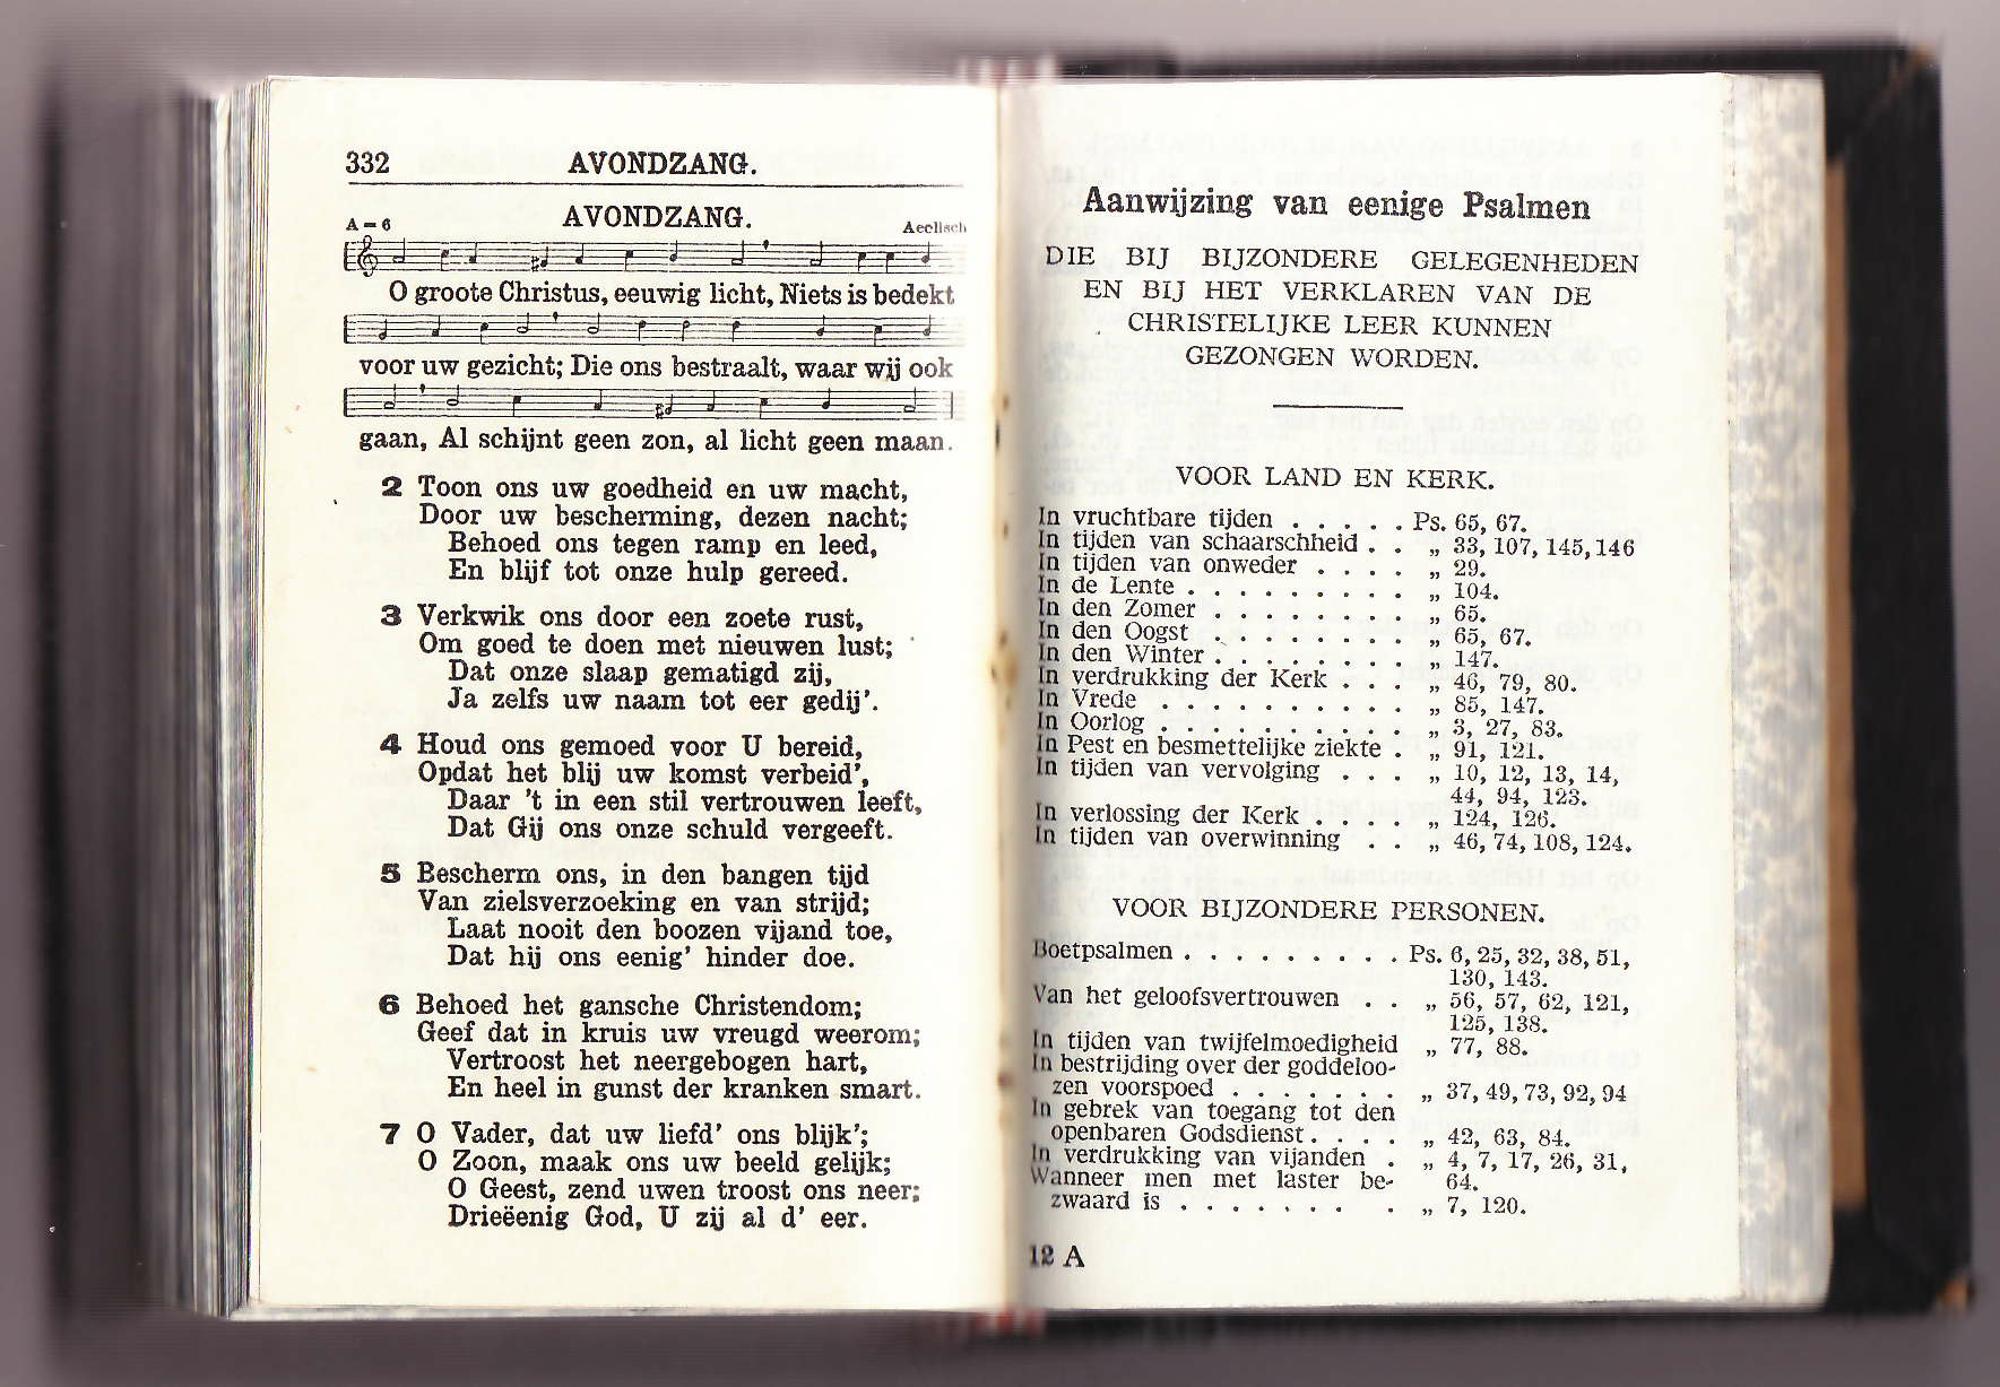 332 AVONDZANG.
AVONDZANG.
A = 6 Aeolisch
O groote Christus, eeuwig licht, Niets is bedekt
voor uw gezicht; Die ons bestraalt, waar wij ook
gaan, Al schijnt geen zon, al licht geen maan.
2 Toon ons uw goedheid en uw macht,
Door uw bescherming, dezen nacht;
Behoed ons tegen ramp en leed,
En blijf tot onze hulp gereed.
3 Verkwik ons door een zoete rust,
Om goed te doen met nieuwen lust;
Dat onze slaap gematigd zij,
Ja zelfs uw naam tot eer gedij'.
4 Houd ons gemoed voor U bereid,
Opdat het blij uw komst verbeid',
Daar 't in een stil vertrouwen leeft,
Dat Gij ons onze schuld vergeeft.
5 Bescherm ons, in den bangen tijd
Van zielsverzoeking en van strijd;
Laat nooit den boozen vijand toe,
Dat hij ons eenig' hinder doe.
6 Behoed het gansche Christendom;
Geef dat in kruis uw vreugd weerom;
Vertroost het neergebogen hart,
En heel in gunst der kranken smart.
7 O Vader, dat uw liefd' ons blijk';
O Zoon, maak ons uw beeld gelijk;
O Geest, zend uwen troost ons neer;
Drieëenig God, U zij al d' eer.
Aanwijzing van eenige Psalmen
DIE BIJ BIJZONDERE GELEGENHEDEN
EN BIJ HET VERKLAREN VAN DE
CHRISTELIJKE LEER KUNNEN
GEZONGEN WORDEN.
VOOR LAND EN KERK.
In vruchtbare tijden . . . . . Ps. 65, 67.
In tijden van schaarschheid . . „ 33, 107, 145, 146
In tijden van onweder . . . . „ 29.
In de Lente . . . . . . . . . „ 104.
In den Zomer . . . . . . . . „ 65.
In den Oogst . . . . . . . . „ 65, 67.
In den Winter . . . . . . . . „ 147.
In verdrukking der Kerk . . . „ 46, 79, 80.
In Vrede . . . . . . . . . . „ 85, 147.
In Oorlog . . . . . . . . . . „ 3, 27, 83.
In Pest en besmettelijke ziekte . „ 91, 121.
In tijden van vervolging . . . „ 10, 12, 13, 14,
44, 94, 123.
In verlossing der Kerk . . . . „ 124, 126.
In tijden van overwinning . . „ 46, 74, 108, 124.
VOOR BIJZONDERE PERSONEN.
Boetpsalmen . . . . . . . . . Ps. 6, 25, 32, 38, 51,
130, 143.
Van het geloofsvertrouwen . . „ 56, 57, 62, 121,
125, 138.
In tijden van twijfelmoedigheid „ 77, 88.
In bestrijding over der goddeloo-
zen voorspoed . . . . . . . „ 37, 49, 73, 92, 94
In gebrek van toegang tot den
openbaren Godsdienst . . . . „ 42, 63, 84.
In verdrukking van vijanden . „ 4, 7, 17, 26, 31,
Wanneer men met laster be- 64.
zwaard is . . . . . . . . „ 7, 120.
12 A